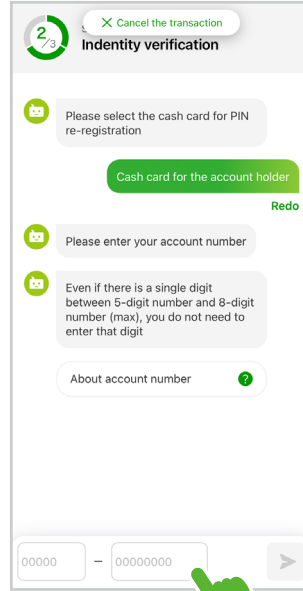 Cancel the transaction
2/3
Indentity verification
Please select the cash card for PIN
re-registration
Cash card for the account holder
Redo
Please enter your account number
Even if there is a single digit
between 5-digit number and 8-digit
number (max), you do not need to
enter that digit
About account number ?
00000 – 00000000